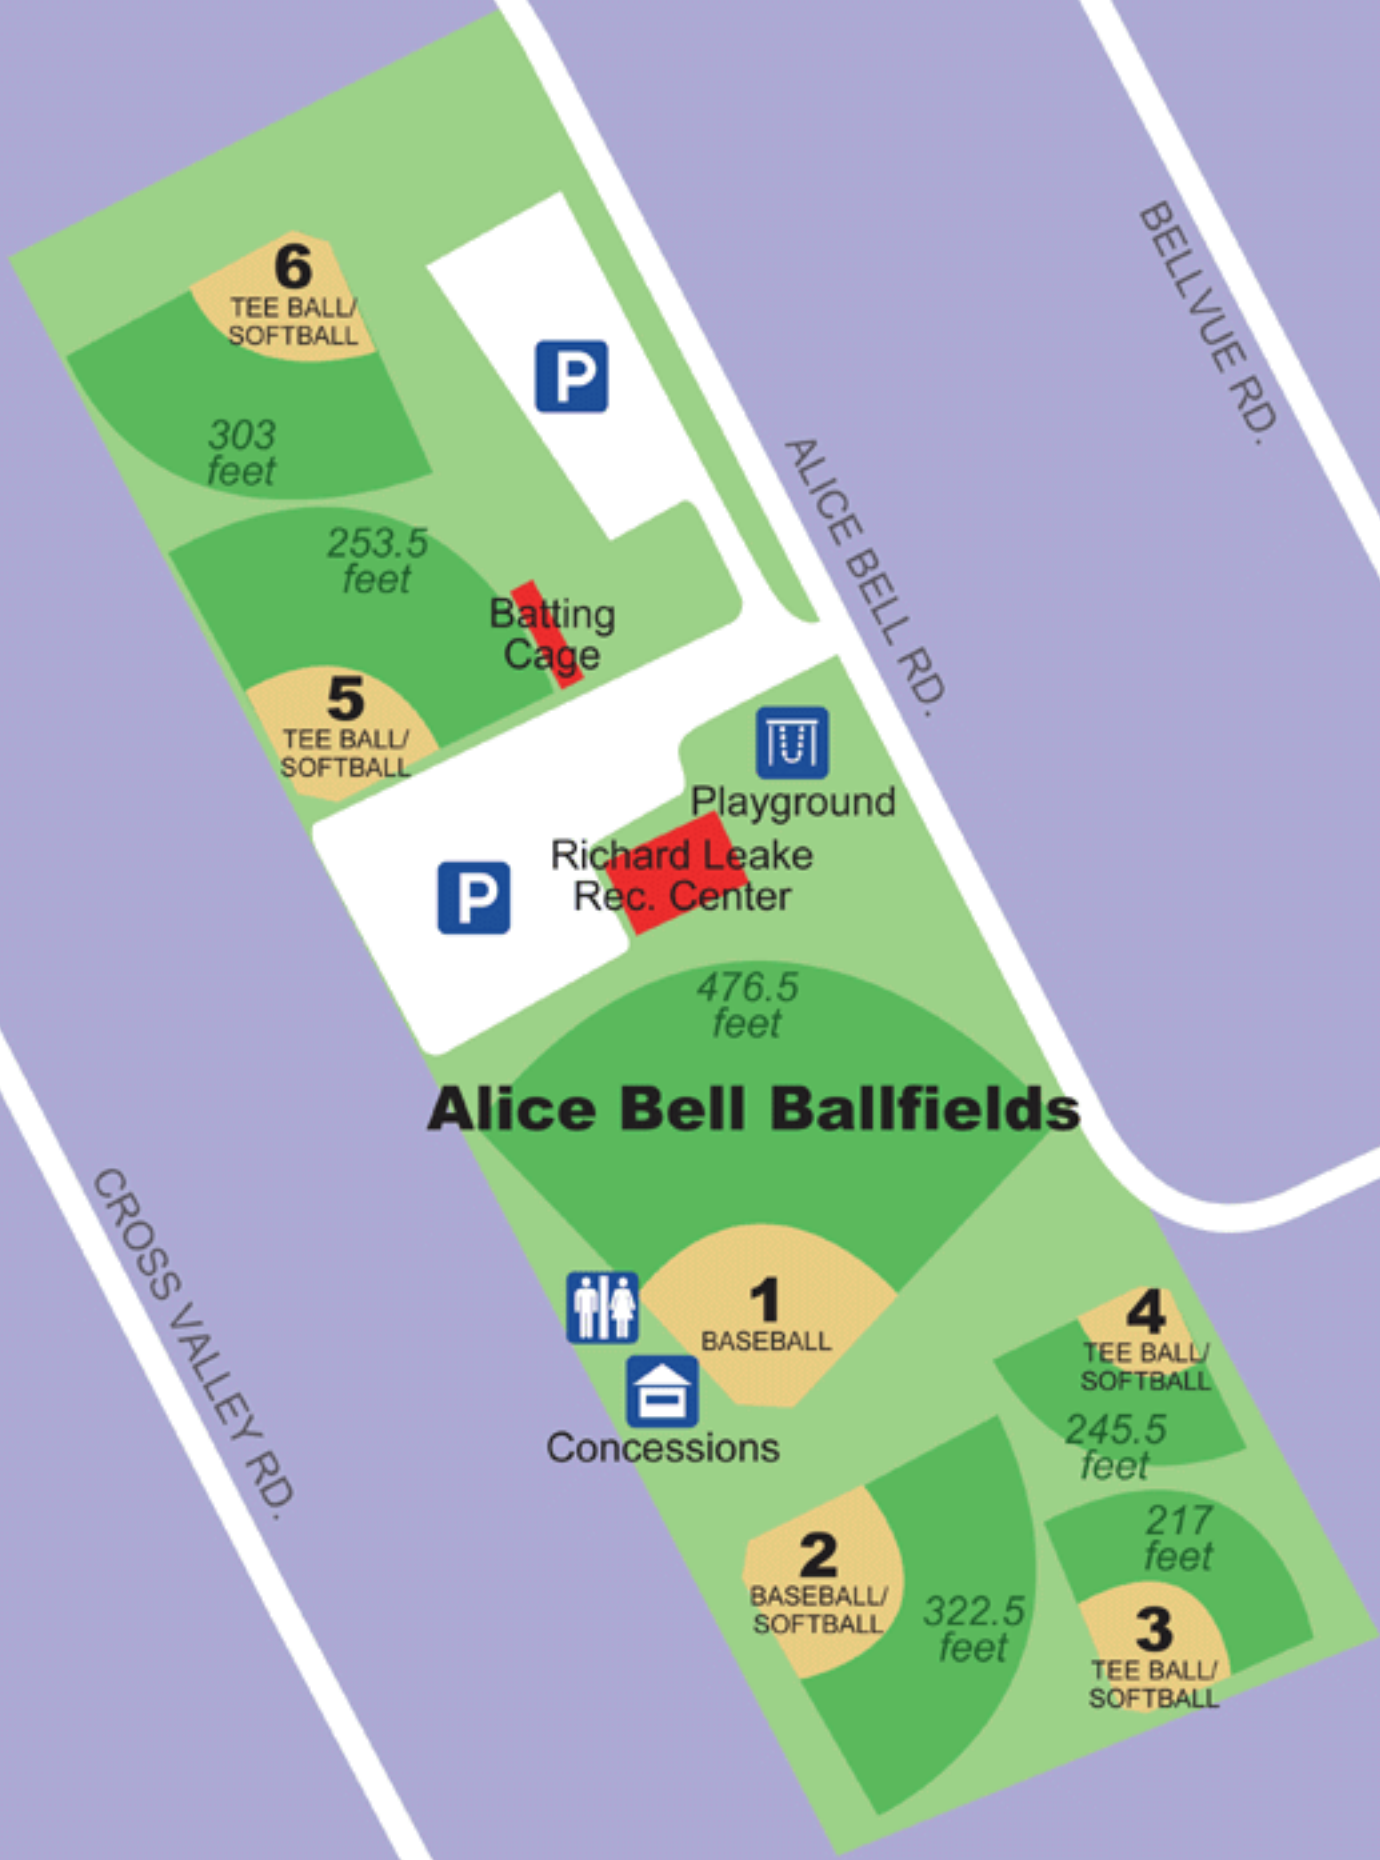 6
TEE BALL/
SOFTBALL
303
feet
P
BELLVUE RD.
ALICE BELL RD.
253.5
feet
Batting
Cage
5
TEE BALL/
SOFTBALL
Playground
Richard Leake
Rec. Center
P
476.5
feet
Alice Bell Ballfields
CROSS VALLEY RD.
1
BASEBALL
Concessions
4
TEE BALL/
SOFTBALL
245.5
feet
2
BASEBALL/
SOFTBALL
322.5
feet
217
feet
3
TEE BALL/
SOFTBALL